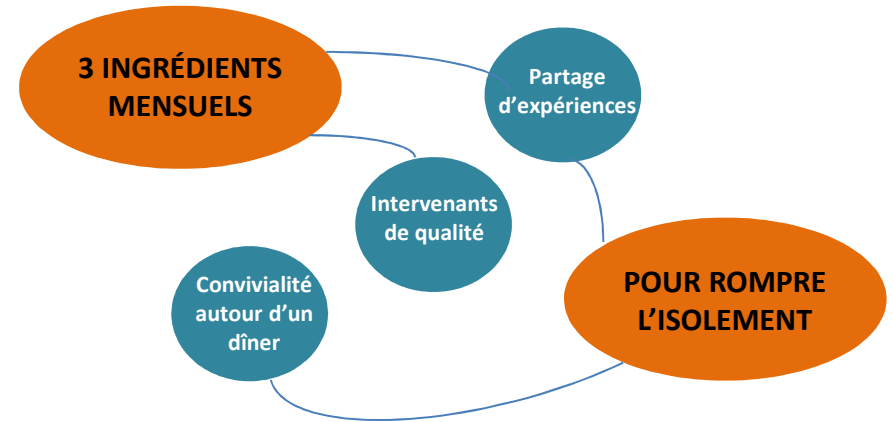 3 INGRÉDIENTS
MENSUELS
Partage
d’expériences
Intervenants
de qualité
Convivialité
autour d’un
dîner
POUR ROMPRE
L’ISOLEMENT